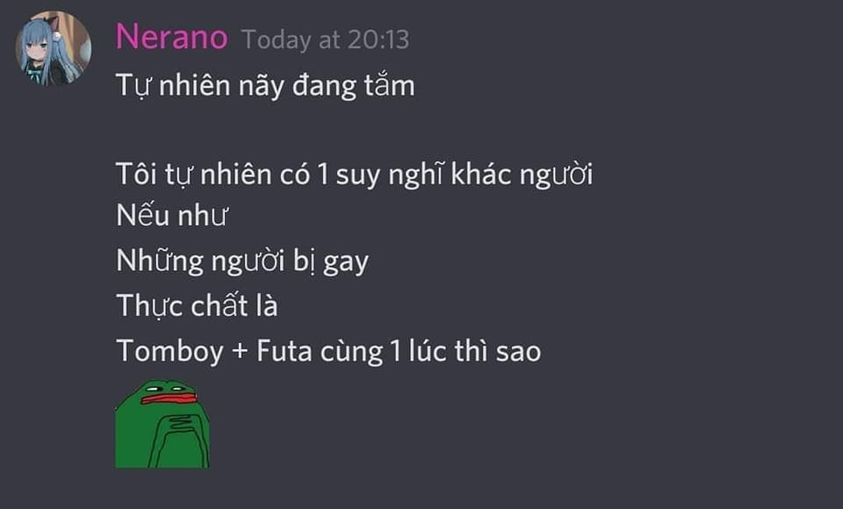 Nerano Today at 20:13
Tự nhiên nãy đang tắm
Tôi tự nhiên có 1 suy nghĩ khác người
Nếu như
Những người bị gay
Thực chất là
Tomboy + Futa cùng 1 lúc thì sao